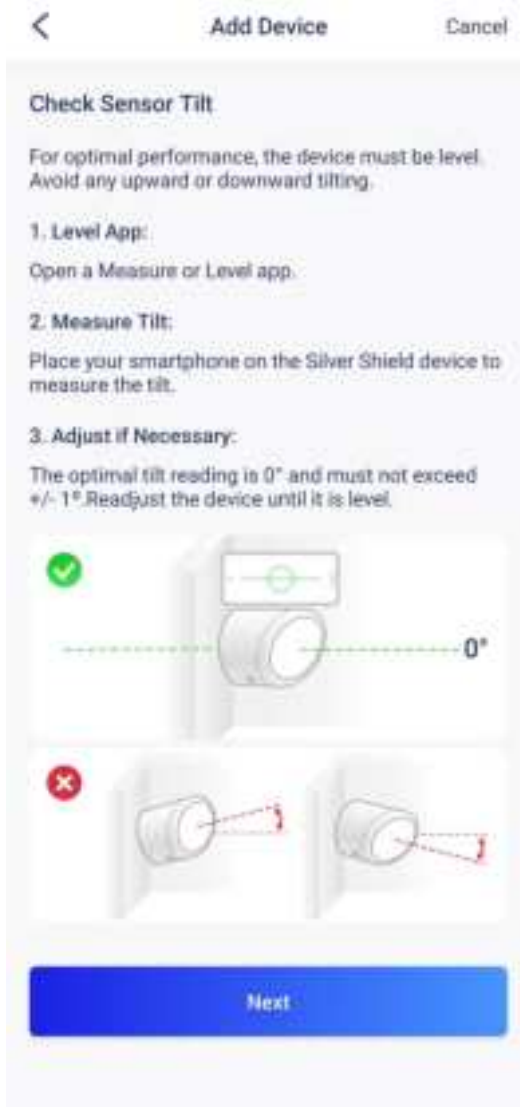 Add Device
Cancel
Check Sensor Tilt
For optimal performance, the device must be level.
Avoid any upward or downward tilting.
1. Level App:
Open a Measure or Level app.
2. Measure Tilt:
Place your smartphone on the Silver Shield device to
measure the tilt.
3. Adjust if Necessary:
The optimal tilt reading is 0° and must not exceed
+/- 1º.Readjust the device until it is level.
0°
Next